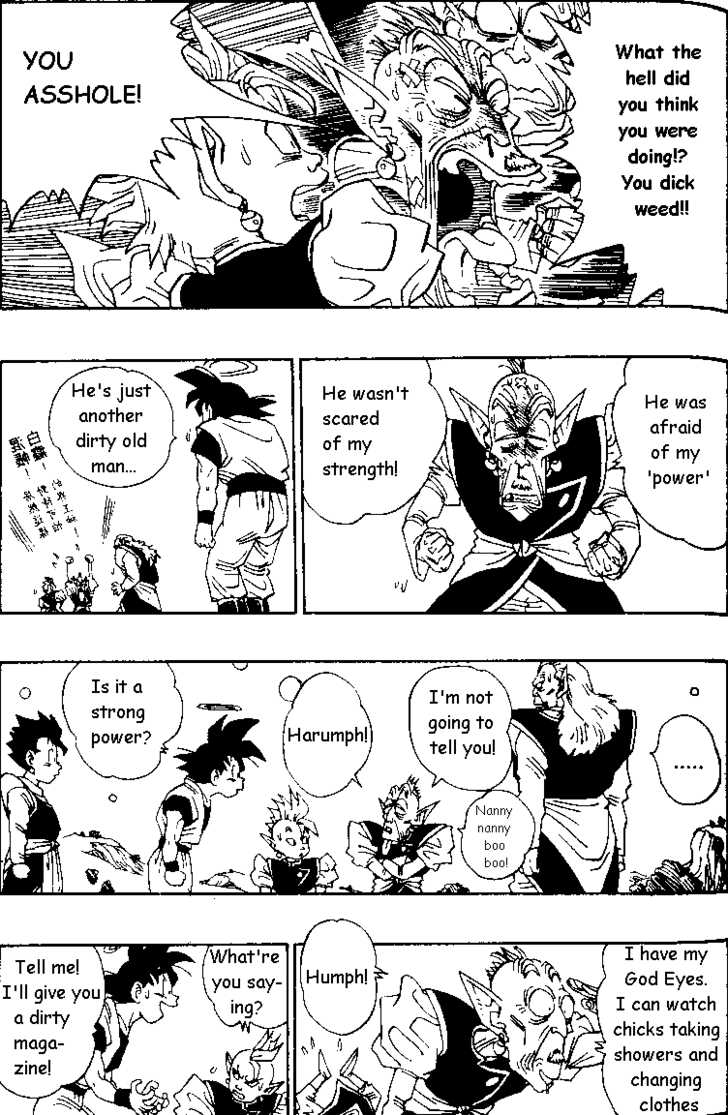 What the
hell did
you think
you were
doing!?
You dick
weed!!
YOU
ASSHOLE!
He was
afraid
of my
'power'
He wasn't
scared
of my
strength!
He's just
another
dirty old
man...
.....
I'm not
going to
tell you!
Nanny
nanny
boo
boo!
Harumph!
Is it a
strong
power?
I have my
God Eyes.
I can watch
chicks taking
showers and
changing
clothes
Humph!
What're
you say-
ing?
Tell me!
I'll give you
a dirty
maga-
zine!